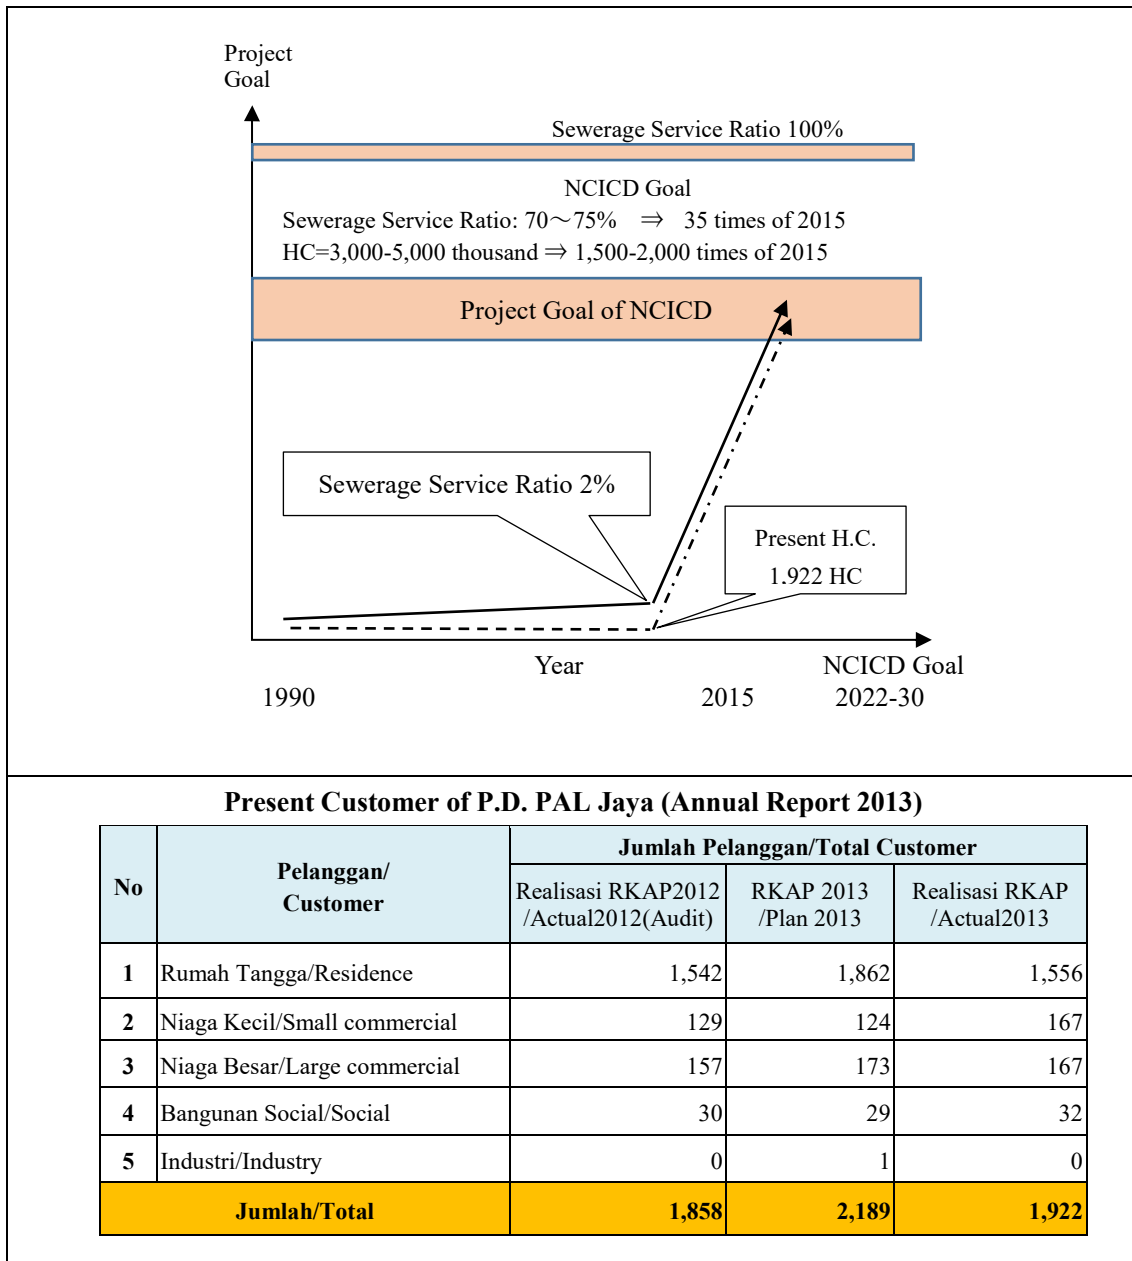 Project
Goal
Sewerage Service Ratio 100%
NCICD Goal
Sewerage Service Ratio: 70～75% ⇒ 35 times of 2015
HC=3,000-5,000 thousand ⇒ 1,500-2,000 times of 2015
Project Goal of NCICD
Sewerage Service Ratio 2%
Present H.C.
1.922 HC
Year
NCICD Goal
1990
2015
2022-30
Present Customer of P.D. PAL Jaya (Annual Report 2013)
No
Pelanggan/
Customer
Jumlah Pelanggan/Total Customer
Realisasi RKAP2012
/Actual2012(Audit)
RKAP 2013
/Plan 2013
Realisasi RKAP
/Actual2013
1 Rumah Tangga/Residence 1,542 1,862 1,556
2 Niaga Kecil/Small commercial 129 124 167
3 Niaga Besar/Large commercial 157 173 167
4 Bangunan Social/Social 30 29 32
5 Industri/Industry 0 1 0
Jumlah/Total 1,858 2,189 1,922